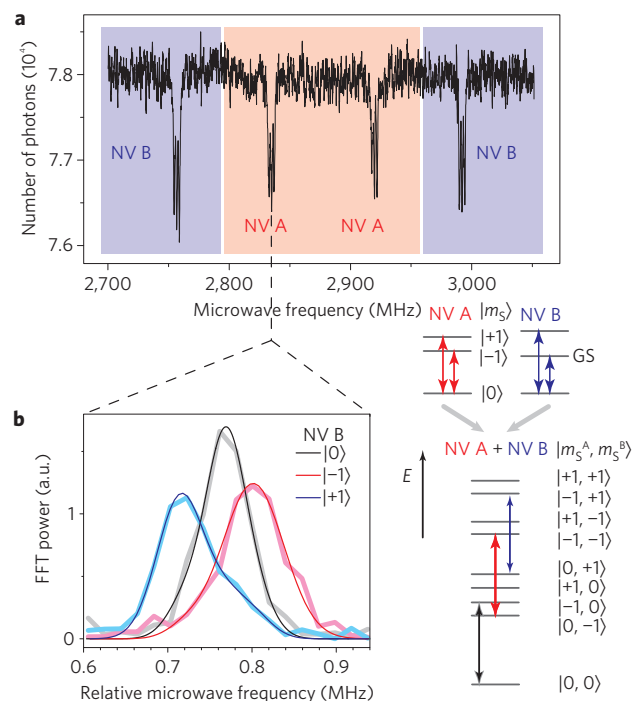 a
Number of photons (10⁴)
7.8
7.7
7.6
NV B
NV A
NV A
NV B
2,700
2,800
2,900
3,000
Microwave frequency (MHz)
NV A |mS⟩ NV B
|+1⟩
|−1⟩
GS
|0⟩
b
FFT power (a.u.)
1
0
NV B
|0⟩
|−1⟩
|+1⟩
0.6
0.7
0.8
0.9
Relative microwave frequency (MHz)
NV A + NV B |mSᴬ, mSᴮ⟩
E
|+1, +1⟩
|−1, +1⟩
|+1, −1⟩
|−1, −1⟩
|0, +1⟩
|+1, 0⟩
|−1, 0⟩
|0, −1⟩
|0, 0⟩